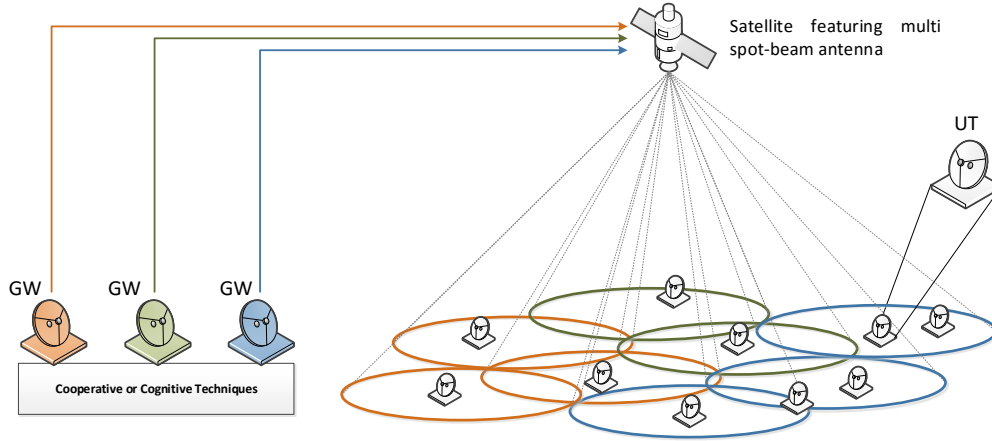 Satellite featuring multi
spot-beam antenna
UT
GW
GW
GW
Cooperative or Cognitive Techniques